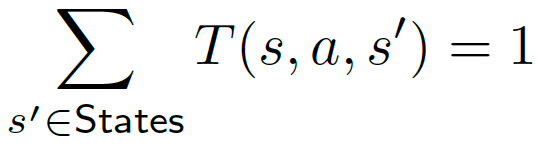 ∑ T(s, a, s′) = 1
s′∈States